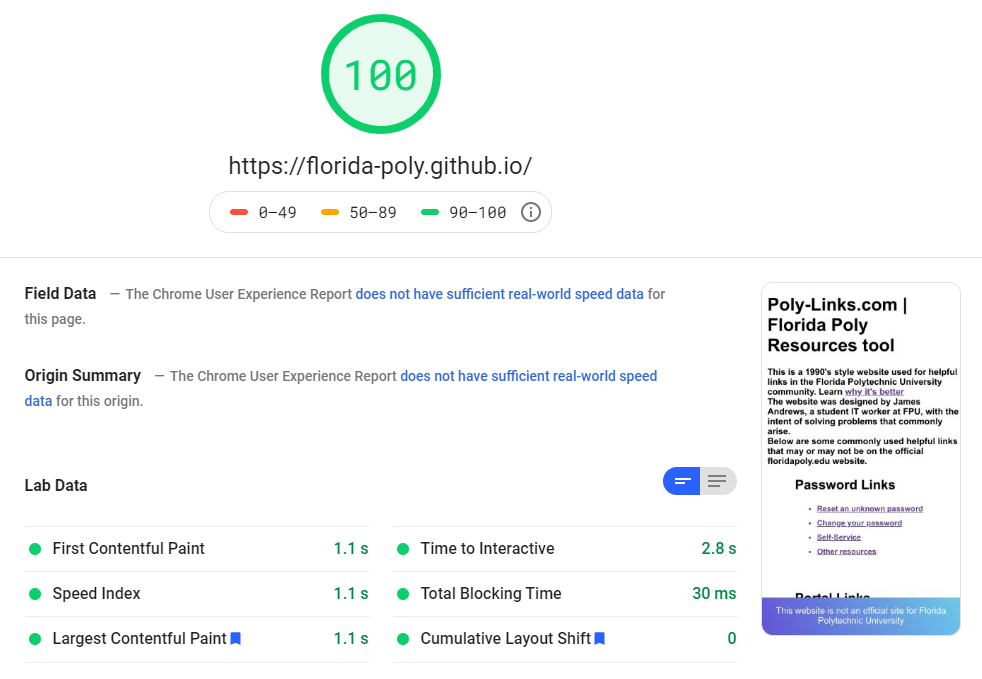 100
https://florida-poly.github.io/
0–49 50–89 90–100
Field Data — The Chrome User Experience Report does not have sufficient real-world speed data for
this page.
Origin Summary — The Chrome User Experience Report does not have sufficient real-world speed
data for this origin.
Lab Data
First Contentful Paint 1.1 s
Time to Interactive 2.8 s
Speed Index 1.1 s
Total Blocking Time 30 ms
Largest Contentful Paint 1.1 s
Cumulative Layout Shift 0
Poly-Links.com |
Florida Poly
Resources tool
This is a 1990's style website used for helpful
links in the Florida Polytechnic University
community. Learn why it's better
The website was designed by James
Andrews, a student IT worker at FPU, with the
intent of solving problems that commonly
arise.
Below are some commonly used helpful links
that may or may not be on the official
floridapoly.edu website.
Password Links
Reset an unknown password
Change your password
Self-Service
Other resources
Portal Links
This website is not an official site for Florida
Polytechnic University